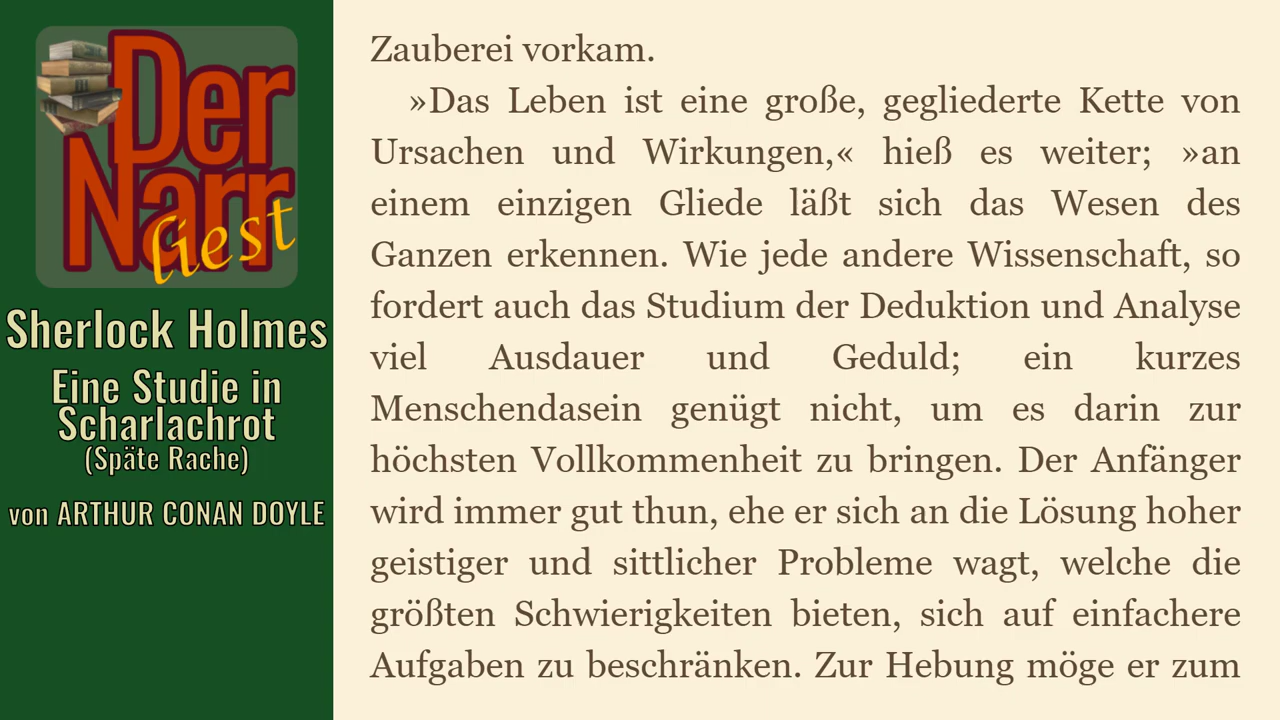 Der
Narr
liest
Sherlock Holmes
Eine Studie in
Scharlachrot
(Späte Rache)
von ARTHUR CONAN DOYLE
Zauberei vorkam.
»Das Leben ist eine große, gegliederte Kette von
Ursachen und Wirkungen,« hieß es weiter; »an
einem einzigen Gliede läßt sich das Wesen des
Ganzen erkennen. Wie jede andere Wissenschaft, so
fordert auch das Studium der Deduktion und Analyse
viel Ausdauer und Geduld; ein kurzes
Menschendasein genügt nicht, um es darin zur
höchsten Vollkommenheit zu bringen. Der Anfänger
wird immer gut thun, ehe er sich an die Lösung hoher
geistiger und sittlicher Probleme wagt, welche die
größten Schwierigkeiten bieten, sich auf einfachere
Aufgaben zu beschränken. Zur Hebung möge er zum